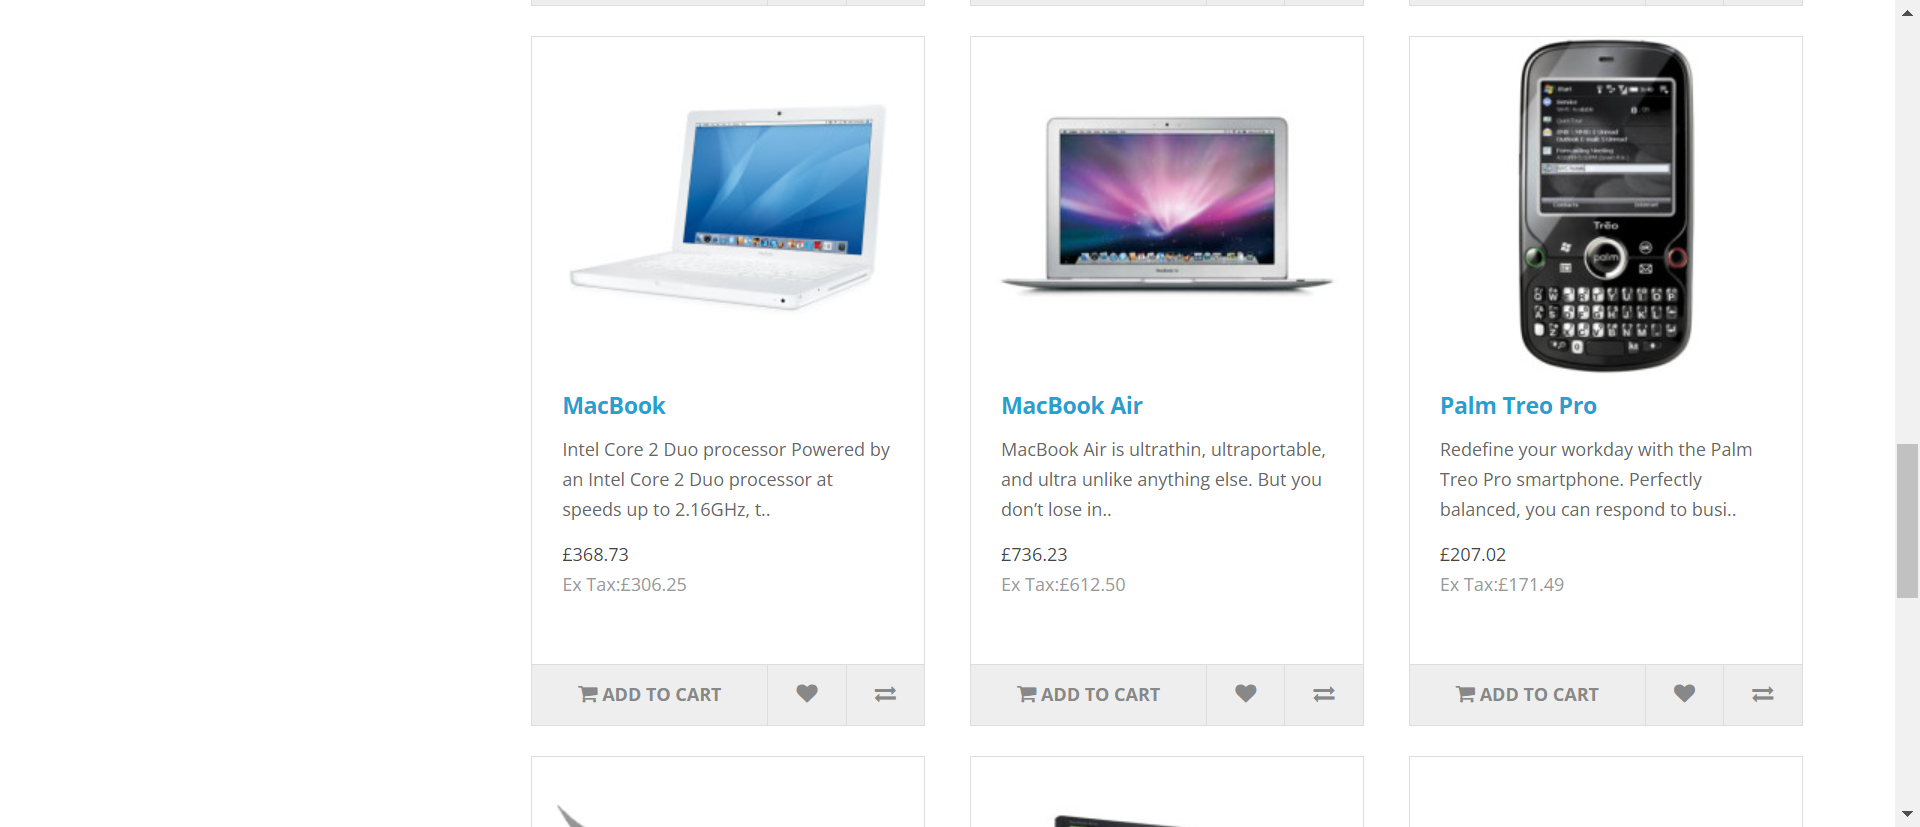 Trēo
palm
MacBook
Intel Core 2 Duo processor Powered by
an Intel Core 2 Duo processor at
speeds up to 2.16GHz, t..
£368.73
Ex Tax:£306.25
ADD TO CART
MacBook Air
MacBook Air is ultrathin, ultraportable,
and ultra unlike anything else. But you
don’t lose in..
£736.23
Ex Tax:£612.50
ADD TO CART
Palm Treo Pro
Redefine your workday with the Palm
Treo Pro smartphone. Perfectly
balanced, you can respond to busi..
£207.02
Ex Tax:£171.49
ADD TO CART